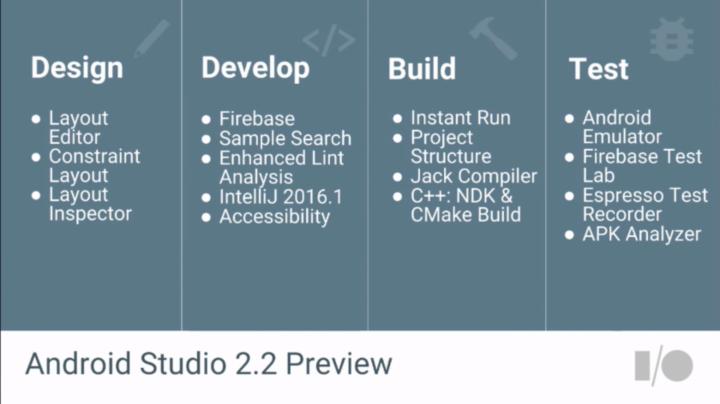 Design
● Layout
Editor
● Constraint
Layout
● Layout
Inspector
Develop
● Firebase
● Sample Search
● Enhanced Lint
Analysis
● IntelliJ 2016.1
● Accessibility
Build
● Instant Run
● Project
Structure
● Jack Compiler
● C++: NDK &
CMake Build
Test
● Android
Emulator
● Firebase Test
Lab
● Espresso Test
Recorder
● APK Analyzer
Android Studio 2.2 Preview
I/O